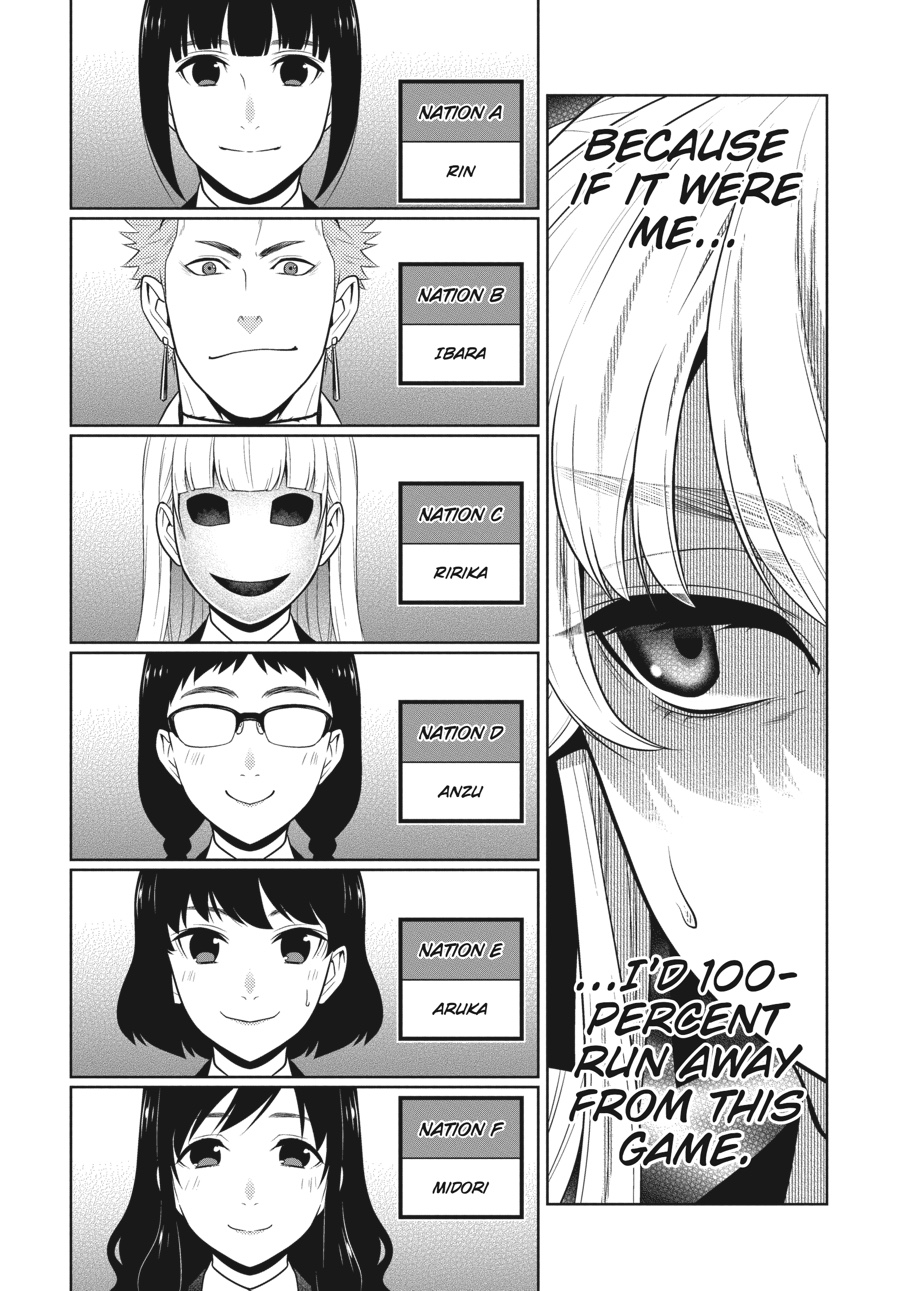 BECAUSE
IF IT WERE
ME...
...I'D 100-
PERCENT
RUN AWAY
FROM THIS
GAME.
NATION A
RIN
NATION B
IBARA
NATION C
RIRIKA
NATION D
ANZU
NATION E
ARUKA
NATION F
MIDORI